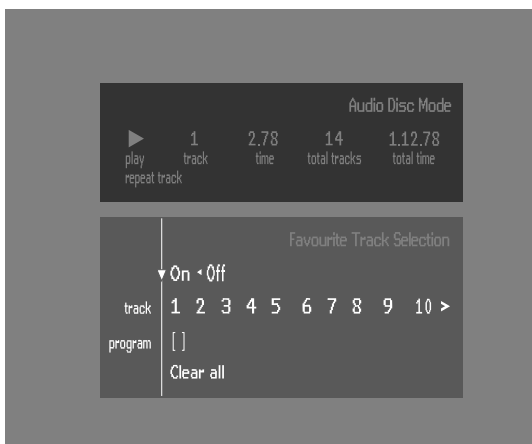 Audio Disc Mode
1 2.78 14 1.12.78
play track time total tracks total time
repeat track
Favourite Track Selection
On Off
track 1 2 3 4 5 6 7 8 9 10 >
program [ ]
Clear all